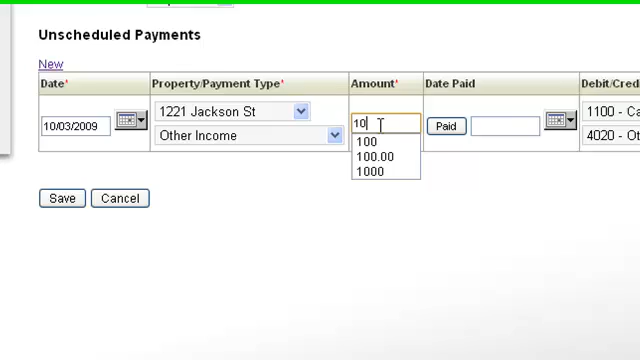 Unscheduled Payments
New
Date* Property/Payment Type* Amount* Date Paid Debit/Cred
10/03/2009 1221 Jackson St 10 Paid 1100 - Ca
Other Income 4020 - Ot
100
100.00
1000
Save Cancel